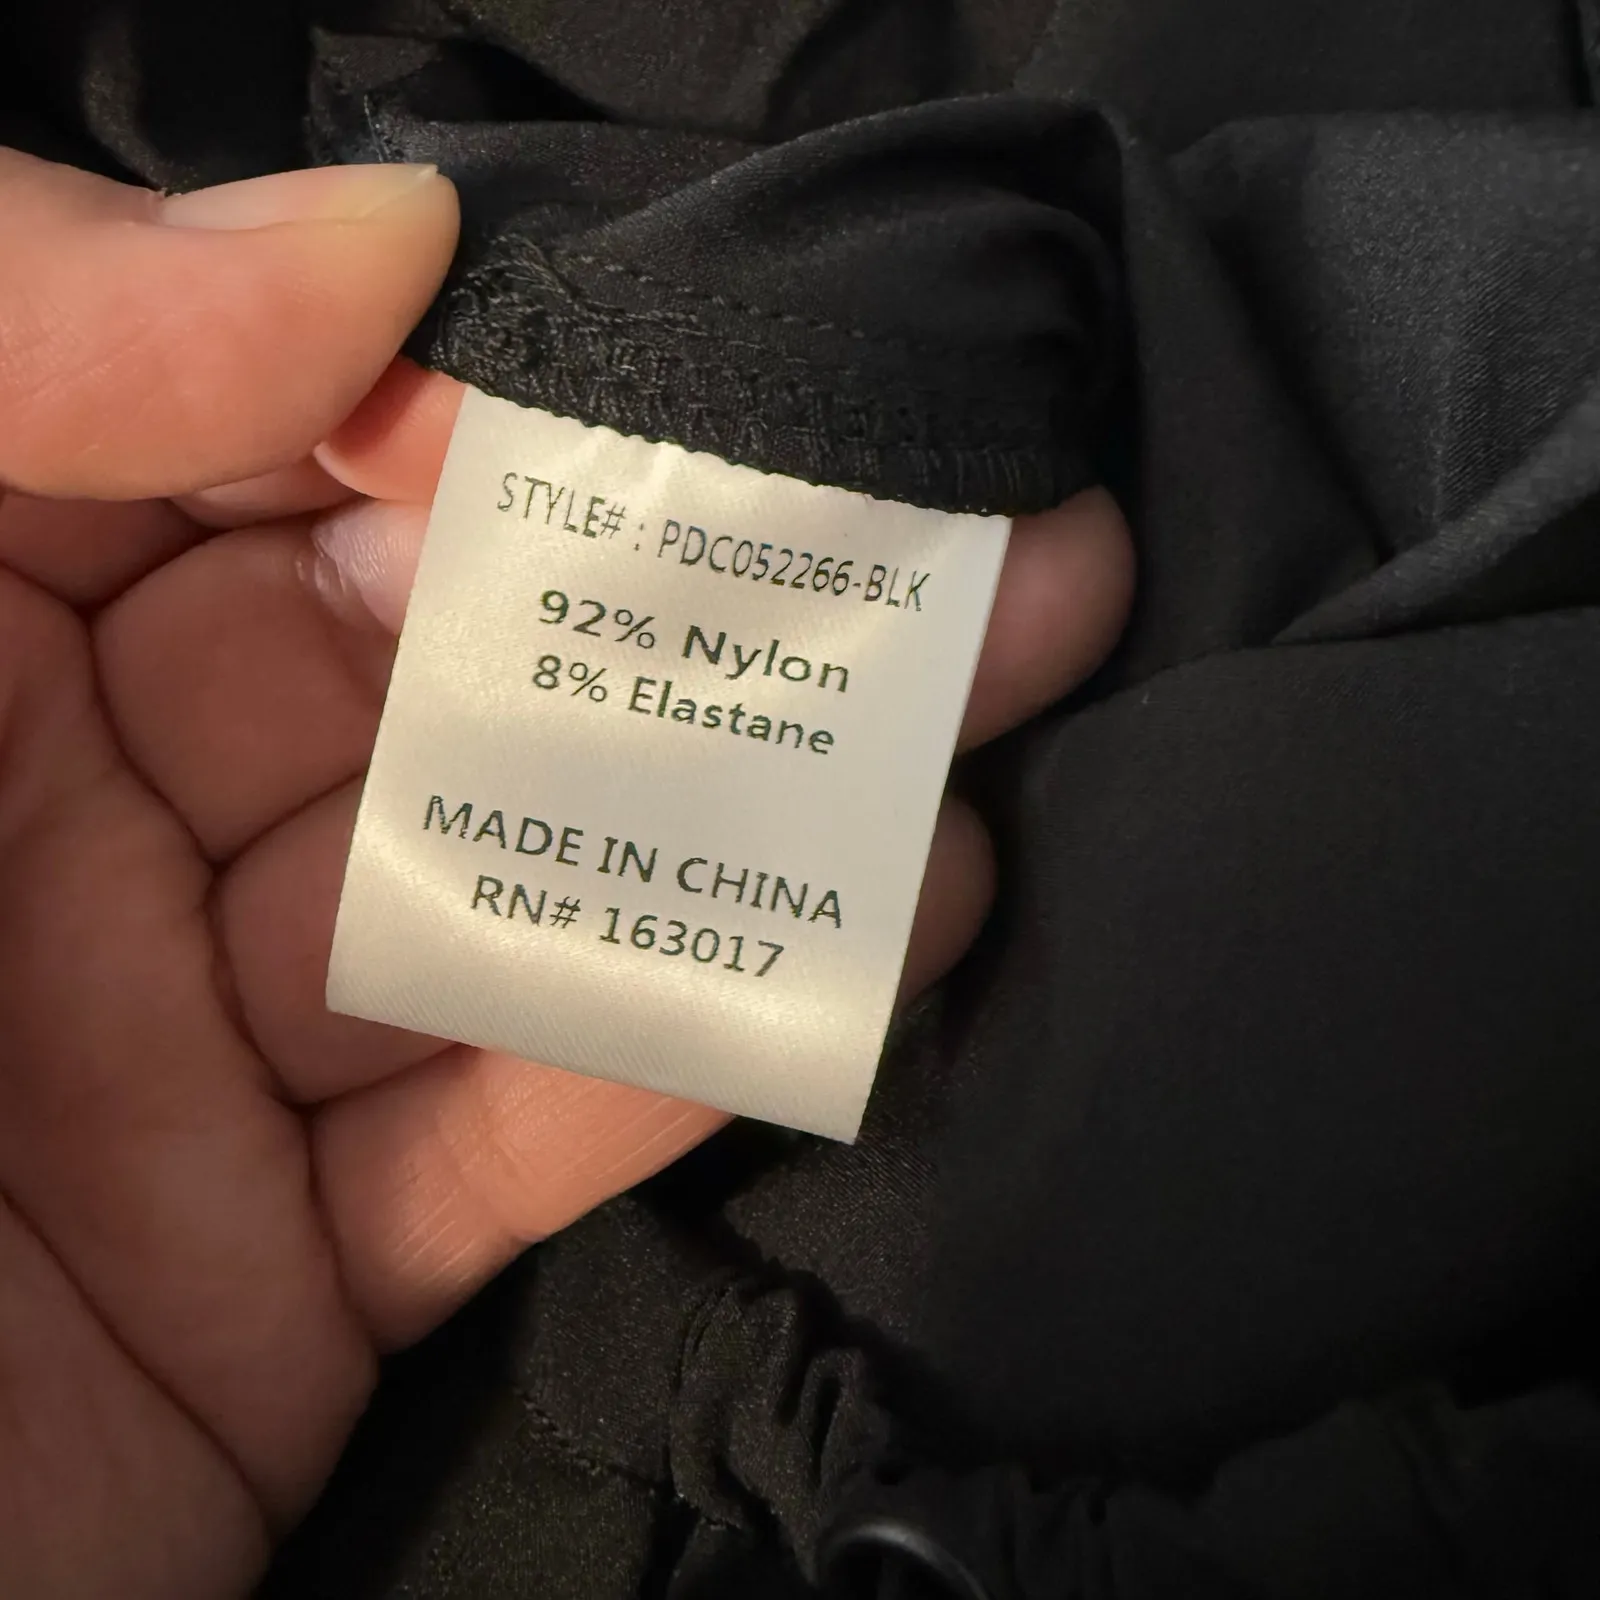 STYLE# : PDC052266-BLK
92% Nylon
8% Elastane
MADE IN CHINA
RN# 163017